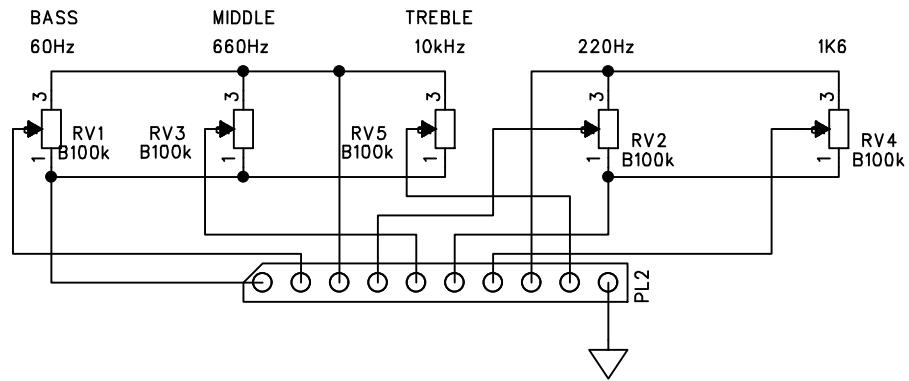 BASS MIDDLE TREBLE
60Hz 660Hz 10kHz 220Hz 1K6
3 3 3 3 3
RV1 RV3 RV5 RV2 RV4
B100k B100k B100k B100k B100k
1 1 1 1 1
PL2